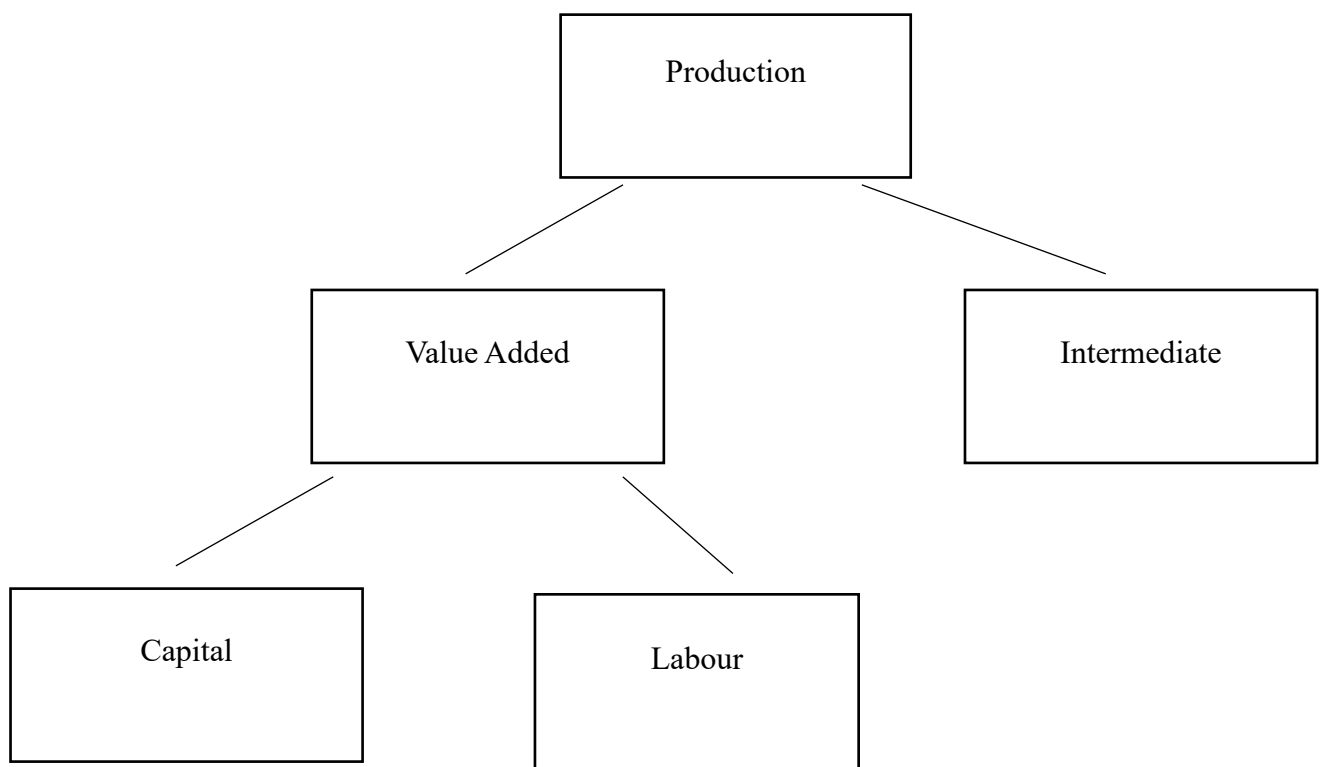 Production
Value Added
Intermediate
Capital
Labour